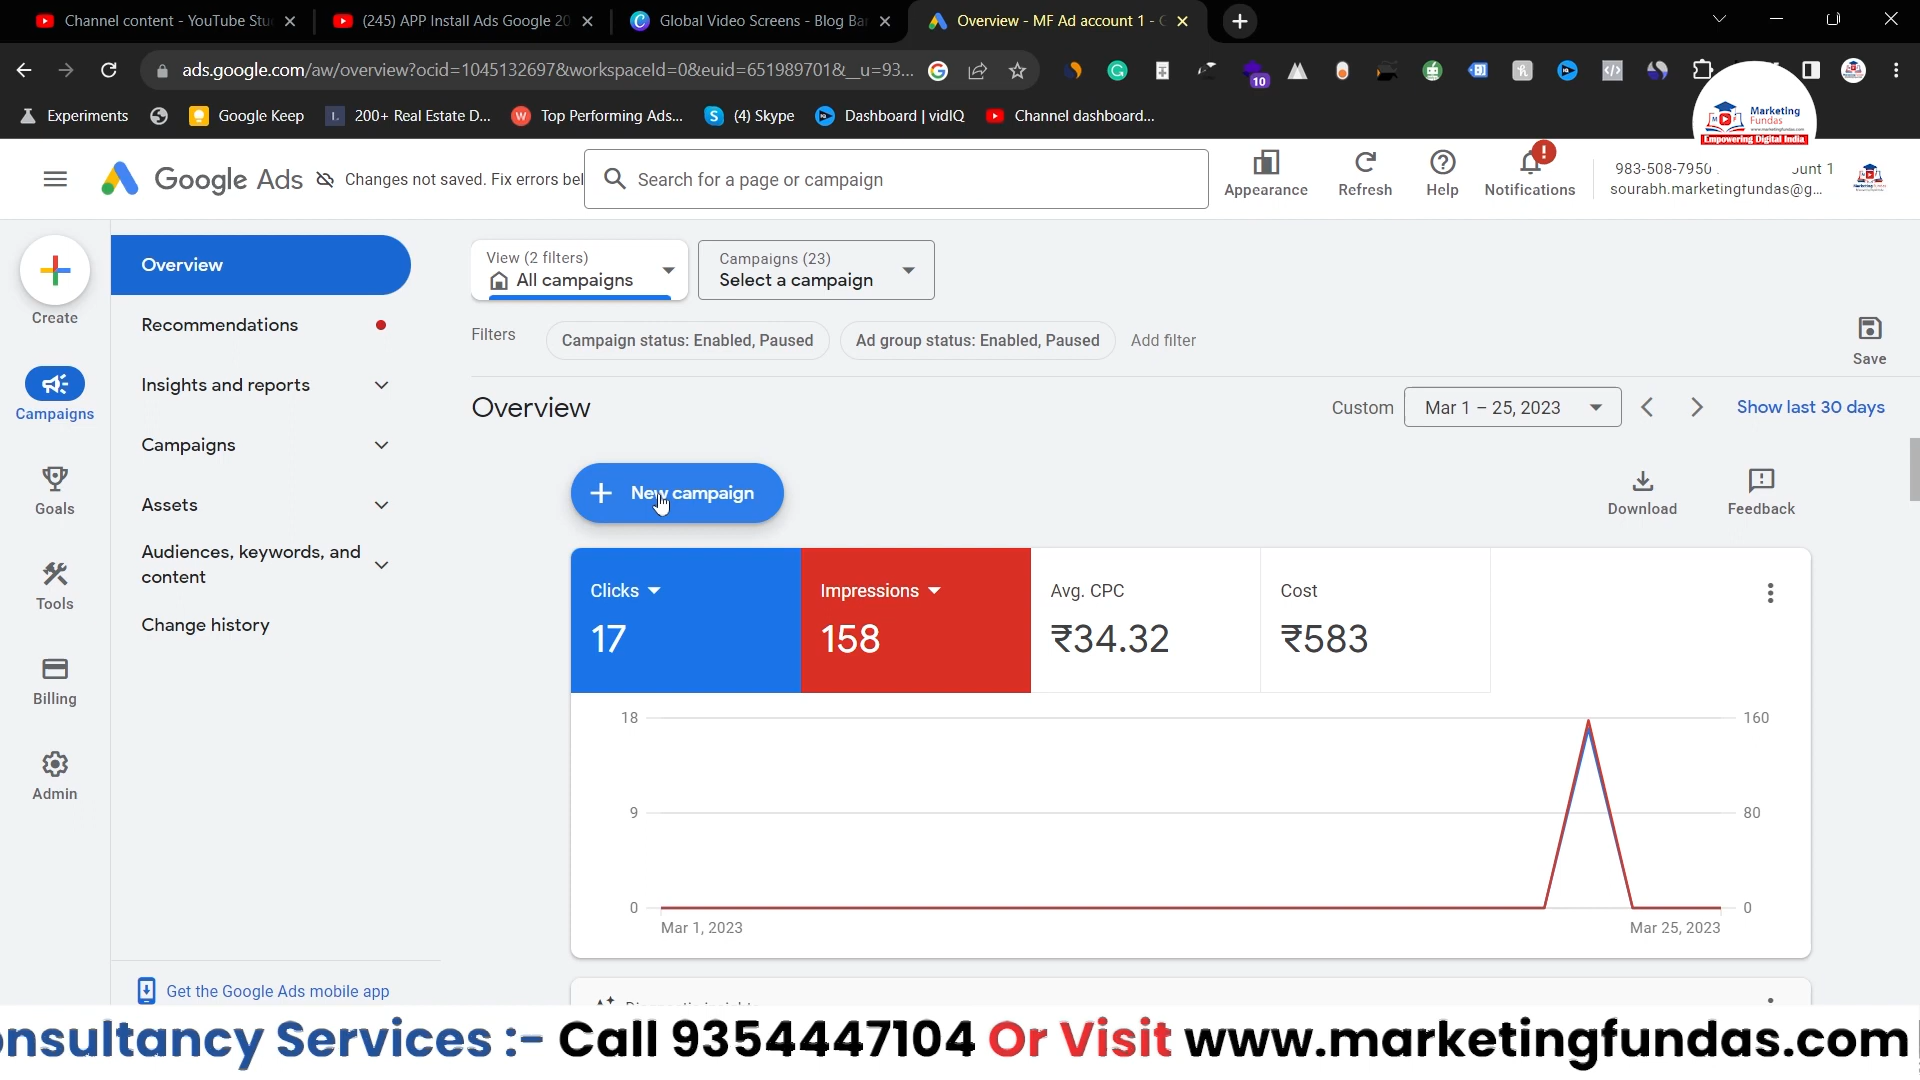 Channel content - YouTube Stu
(245) APP Install Ads Google 20
Global Video Screens - Blog Ba
Overview - MF Ad account 1 -
ads.google.com/aw/overview?ocid=1045132697&workspaceId=0&euid=651989701&__u=93...
10
Experiments
Google Keep
200+ Real Estate D...
Top Performing Ads...
(4) Skype
Dashboard | vidIQ
Channel dashboard...
Marketing
Fundas
www.marketingfundas.com
Empowering Digital India
Google Ads
Changes not saved. Fix errors bel
Search for a page or campaign
Appearance
Refresh
Help
Notifications
983-508-7950
unt 1
sourabh.marketingfundas@g...
Create
Campaigns
Goals
Tools
Billing
Admin
Overview
Recommendations
Insights and reports
Campaigns
Assets
Audiences, keywords, and
content
Change history
Get the Google Ads mobile app
View (2 filters)
All campaigns
Campaigns (23)
Select a campaign
Filters
Campaign status: Enabled, Paused
Ad group status: Enabled, Paused
Add filter
Save
Overview
Custom
Mar 1 – 25, 2023
Show last 30 days
New campaign
Download
Feedback
Clicks
17
Impressions
158
Avg. CPC
₹34.32
Cost
₹583
18
160
9
80
0
0
Mar 1, 2023
Mar 25, 2023
onsultancy Services :- Call 9354447104 Or Visit www.marketingfundas.com